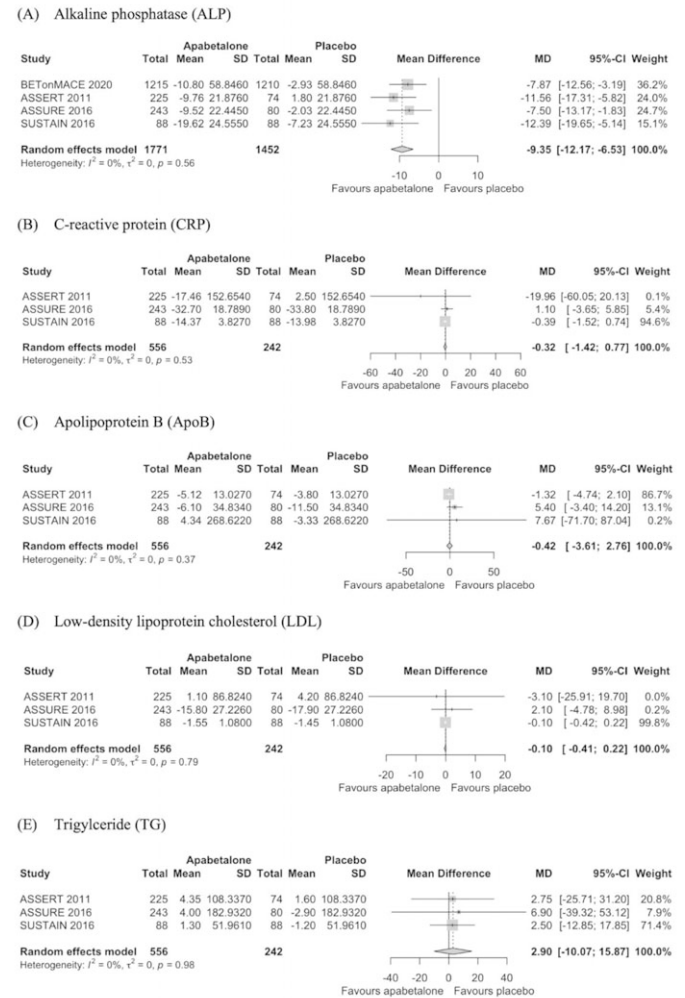 (A) Alkaline phosphatase (ALP)
Apabetalone Placebo
Study Total Mean SD Total Mean SD Mean Difference MD 95%-CI Weight
BETonMACE 2020 1215 -10.80 58.8460 1210 -2.93 58.8460 -7.87 [-12.56; -3.19] 36.2%
ASSERT 2011 225 -9.76 21.8760 74 1.80 21.8760 -11.56 [-17.31; -5.82] 24.0%
ASSURE 2016 243 -9.52 22.4450 80 -2.03 22.4450 -7.50 [-13.17; -1.83] 24.7%
SUSTAIN 2016 88 -19.62 24.5550 88 -7.23 24.5550 -12.39 [-19.65; -5.14] 15.1%
Random effects model 1771 1452 -9.35 [-12.17; -6.53] 100.0%
Heterogeneity: I² = 0%, τ² = 0, p = 0.56
-10 0 10
Favours apabetalone Favours placebo
(B) C-reactive protein (CRP)
Apabetalone Placebo
Study Total Mean SD Total Mean SD Mean Difference MD 95%-CI Weight
ASSERT 2011 225 -17.46 152.6540 74 2.50 152.6540 -19.96 [-60.05; 20.13] 0.1%
ASSURE 2016 243 -32.70 18.7890 80 -33.80 18.7890 1.10 [-3.65; 5.85] 5.4%
SUSTAIN 2016 88 -14.37 3.8270 88 -13.98 3.8270 -0.39 [-1.52; 0.74] 94.6%
Random effects model 556 242 -0.32 [-1.42; 0.77] 100.0%
Heterogeneity: I² = 0%, τ² = 0, p = 0.53
-60 -40 -20 0 20 40 60
Favours apabetalone Favours placebo
(C) Apolipoprotein B (ApoB)
Apabetalone Placebo
Study Total Mean SD Total Mean SD Mean Difference MD 95%-CI Weight
ASSERT 2011 225 -5.12 13.0270 74 -3.80 13.0270 -1.32 [-4.74; 2.10] 86.7%
ASSURE 2016 243 -6.10 34.8340 80 -11.50 34.8340 5.40 [-3.40; 14.20] 13.1%
SUSTAIN 2016 88 4.34 268.6220 88 -3.33 268.6220 7.67 [-71.70; 87.04] 0.2%
Random effects model 556 242 -0.42 [-3.61; 2.76] 100.0%
Heterogeneity: I² = 0%, τ² = 0, p = 0.37
-50 0 50
Favours apabetalone Favours placebo
(D) Low-density lipoprotein cholesterol (LDL)
Apabetalone Placebo
Study Total Mean SD Total Mean SD Mean Difference MD 95%-CI Weight
ASSERT 2011 225 1.10 86.8240 74 4.20 86.8240 -3.10 [-25.91; 19.70] 0.0%
ASSURE 2016 243 -15.80 27.2260 80 -17.90 27.2260 2.10 [-4.78; 8.98] 0.2%
SUSTAIN 2016 88 -1.55 1.0800 88 -1.45 1.0800 -0.10 [-0.42; 0.22] 99.8%
Random effects model 556 242 -0.10 [-0.41; 0.22] 100.0%
Heterogeneity: I² = 0%, τ² = 0, p = 0.79
-20 -10 0 10 20
Favours apabetalone Favours placebo
(E) Trigylceride (TG)
Apabetalone Placebo
Study Total Mean SD Total Mean SD Mean Difference MD 95%-CI Weight
ASSERT 2011 225 4.35 108.3370 74 1.60 108.3370 2.75 [-25.71; 31.20] 20.8%
ASSURE 2016 243 4.00 182.9320 80 -2.90 182.9320 6.90 [-39.32; 53.12] 7.9%
SUSTAIN 2016 88 1.30 51.9610 88 -1.20 51.9610 2.50 [-12.85; 17.85] 71.4%
Random effects model 556 242 2.90 [-10.07; 15.87] 100.0%
Heterogeneity: I² = 0%, τ² = 0, p = 0.98
-40 -20 0 20 40
Favours apabetalone Favours placebo